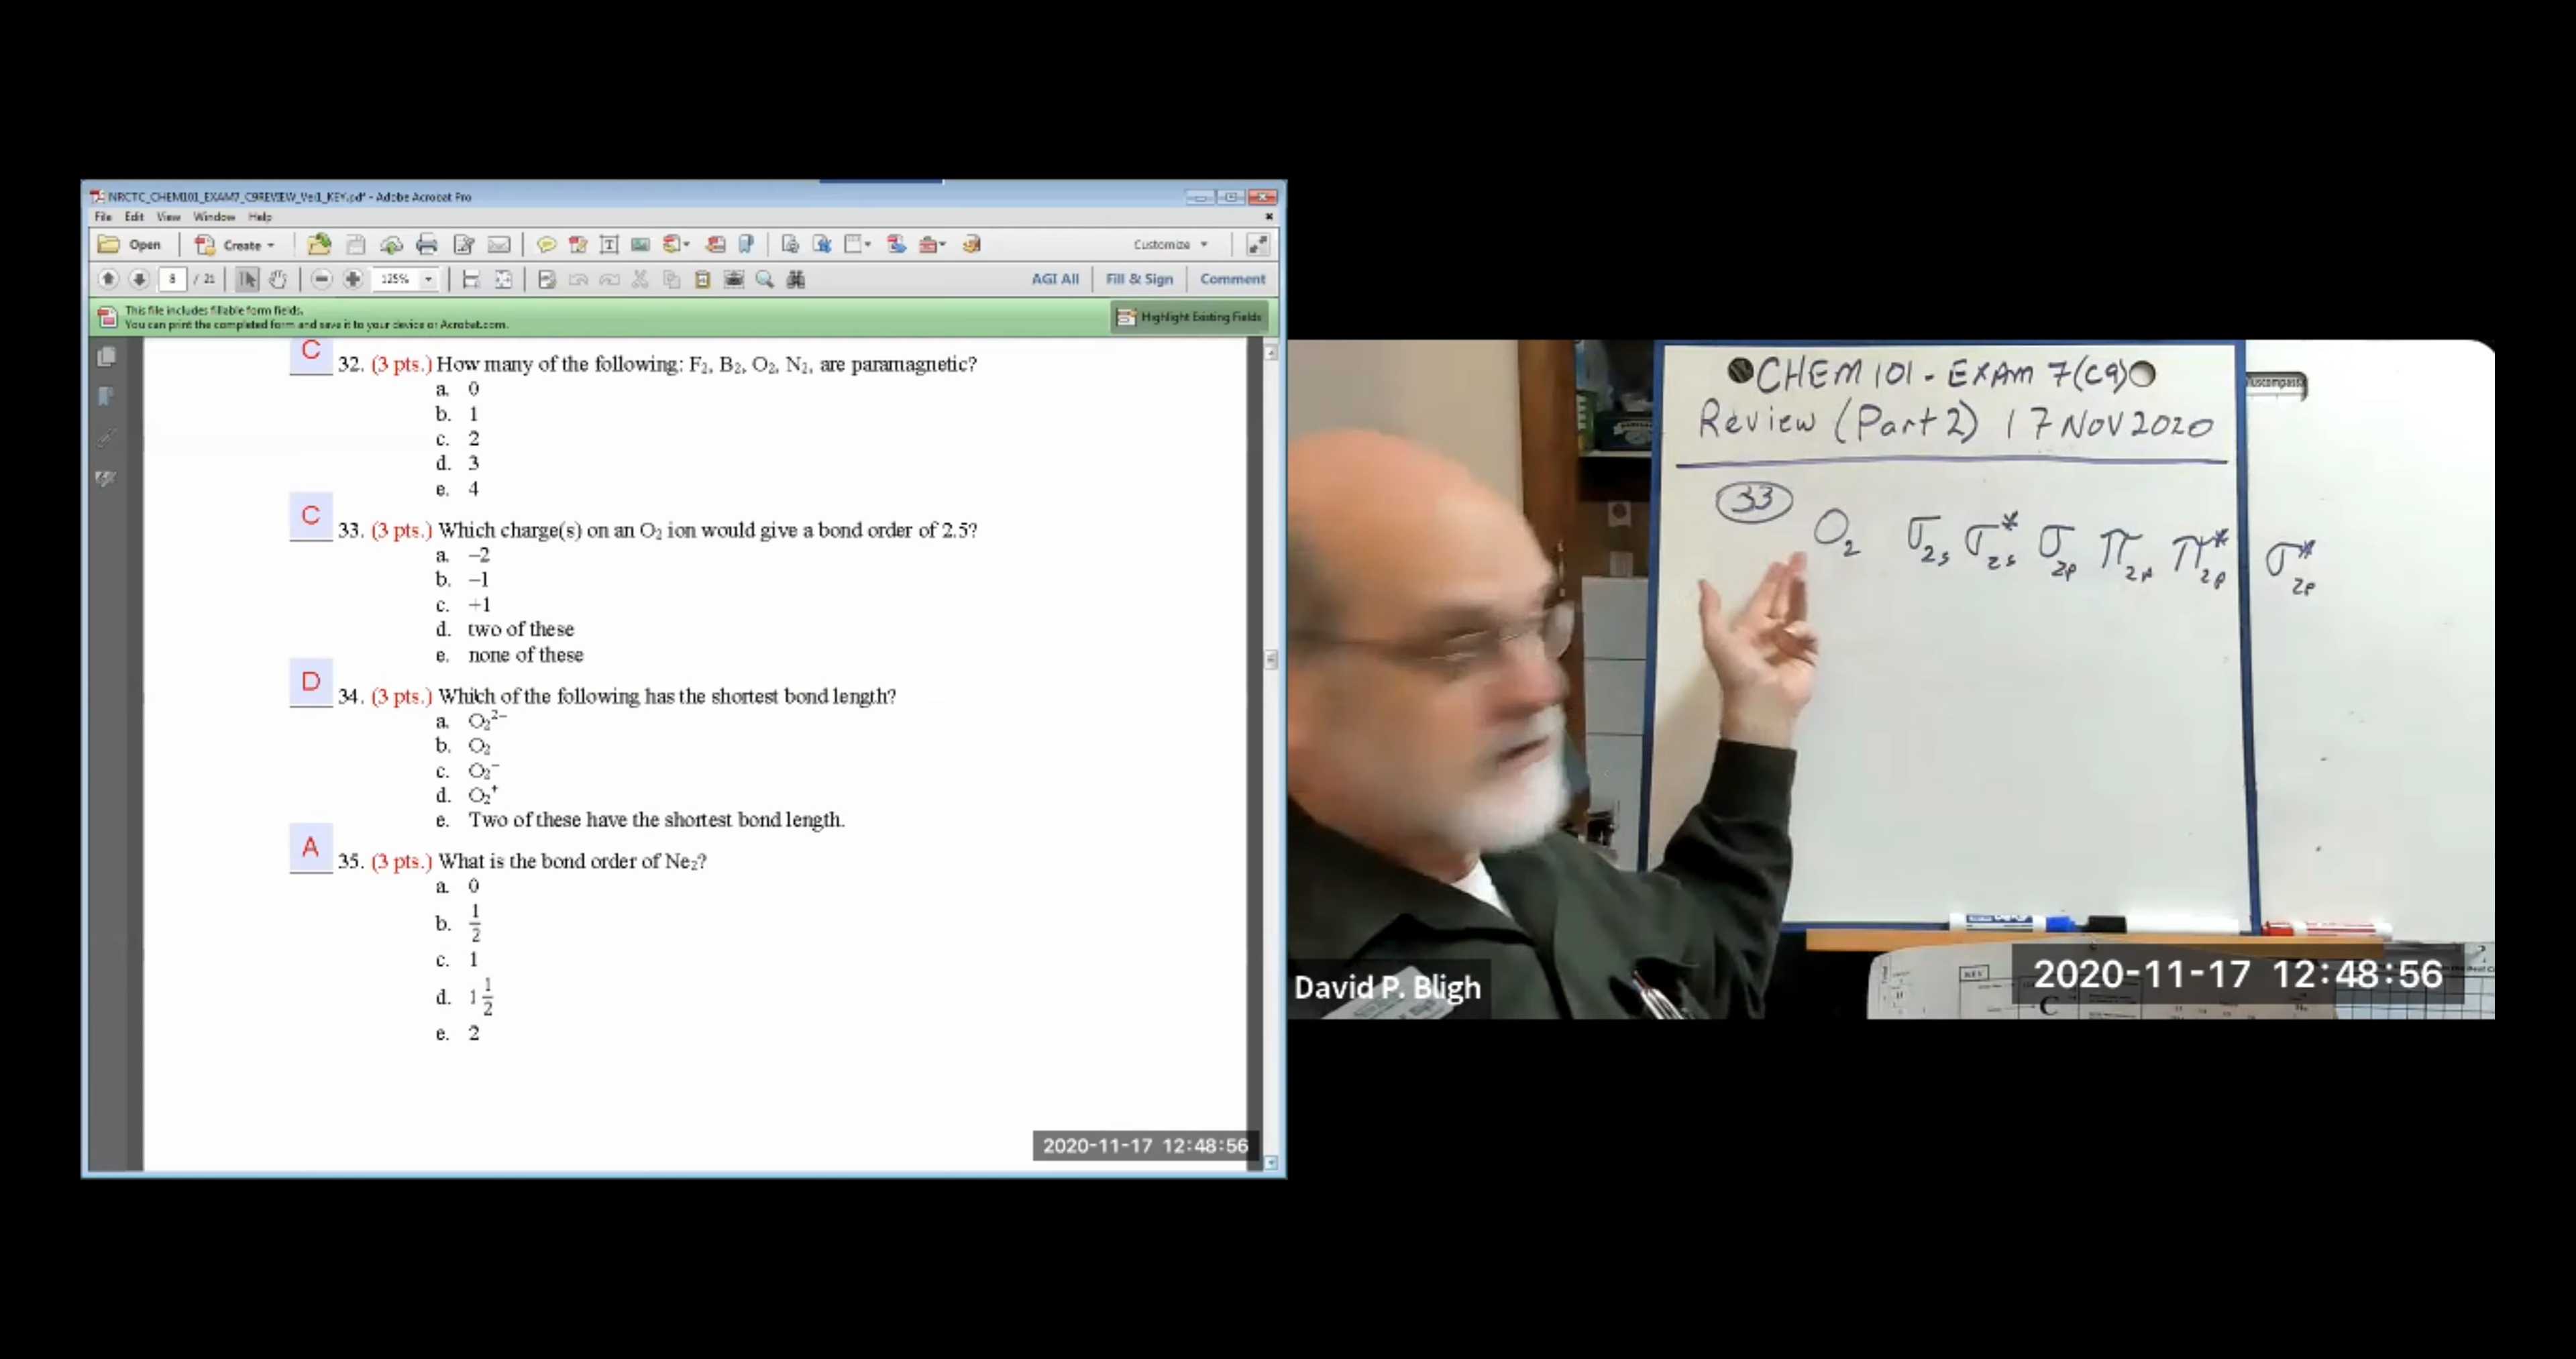 NRCTC_CHEM101_EXAM7_C9REVIEW_Ver1_KEY.pdf* - Adobe Acrobat Pro
File Edit View Window Help
Open Create Customize
8 / 21 125% AGI All Fill & Sign Comment
This file includes fillable form fields.
You can print the completed form and save it to your device or Acrobat.com.
Highlight Existing Fields
C 32. (3 pts.) How many of the following: F₂, B₂, O₂, N₂, are paramagnetic?
a. 0
b. 1
c. 2
d. 3
e. 4
C 33. (3 pts.) Which charge(s) on an O₂ ion would give a bond order of 2.5?
a. –2
b. –1
c. +1
d. two of these
e. none of these
D 34. (3 pts.) Which of the following has the shortest bond length?
a. O₂²⁻
b. O₂
c. O₂⁻
d. O₂⁺
e. Two of these have the shortest bond length.
A 35. (3 pts.) What is the bond order of Ne₂?
a. 0
b. 1/2
c. 1
d. 1 1/2
e. 2
2020-11-17 12:48:56
CHEM 101 - EXAM 7 (C9)
Review (Part 2) 17 NOV 2020
33 O₂ σ2s σ*2s σ2p π2p π*2p σ*2p
KEY
C
David P. Bligh
2020-11-17 12:48:56